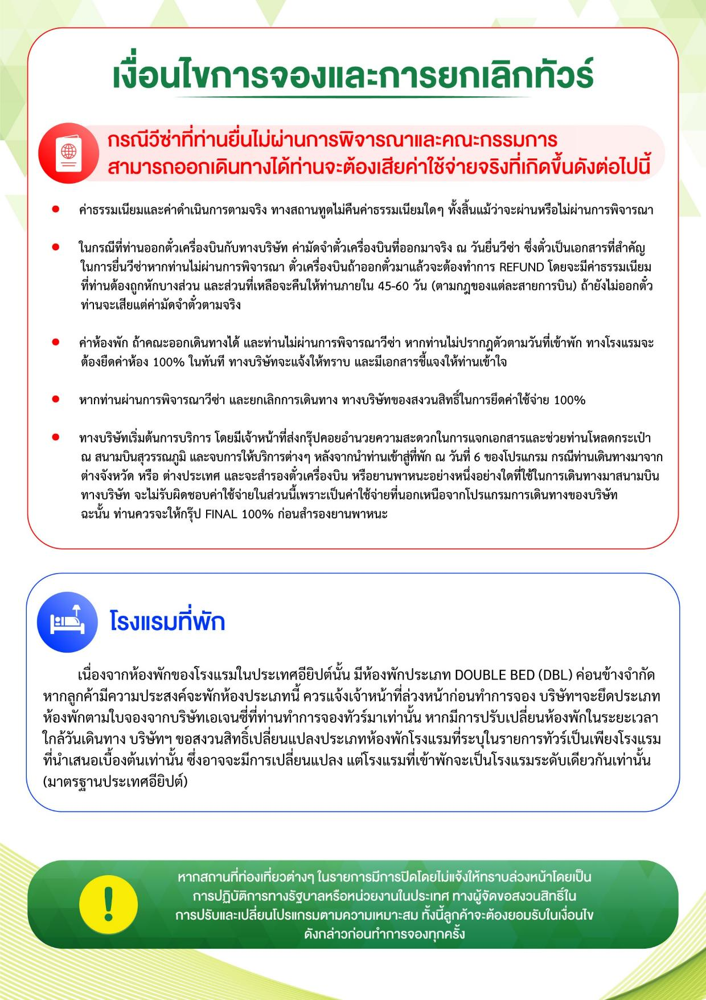 เงื่อนไขการจองและการยกเลิกทัวร์
กรณีวีซ่าที่ท่านยื่นไม่ผ่านการพิจารณาและคณะกรรมการ
สามารถออกเดินทางได้ท่านจะต้องเสียค่าใช้จ่ายจริงที่เกิดขึ้นดังต่อไปนี้
● ค่าธรรมเนียมและค่าดำเนินการตามจริง ทางสถานทูตไม่คืนค่าธรรมเนียมใดๆ ทั้งสิ้นแม้ว่าจะผ่านหรือไม่ผ่านการพิจารณา
● ในกรณีที่ท่านออกตั๋วเครื่องบินกับทางบริษัท ค่ามัดจำตั๋วเครื่องบินที่ออกมาจริง ณ วันยื่นวีซ่า ซึ่งตั๋วเป็นเอกสารที่สำคัญ
ในการยื่นวีซ่าหากท่านไม่ผ่านการพิจารณา ตั๋วเครื่องบินถ้าออกตั๋วมาแล้วจะต้องทำการ REFUND โดยจะมีค่าธรรมเนียม
ที่ท่านต้องถูกหักบางส่วน และส่วนที่เหลือจะคืนให้ท่านภายใน 45-60 วัน (ตามกฎของแต่ละสายการบิน) ถ้ายังไม่ออกตั๋ว
ท่านจะเสียแต่ค่ามัดจำตั๋วตามจริง
● ค่าห้องพัก ถ้าคณะออกเดินทางได้ และท่านไม่ผ่านการพิจารณาวีซ่า หากท่านไม่ปรากฎตัวตามวันที่เข้าพัก ทางโรงแรมจะ
ต้องยึดค่าห้อง 100% ในทันที ทางบริษัทจะแจ้งให้ทราบ และมีเอกสารชี้แจงให้ท่านเข้าใจ
● หากท่านผ่านการพิจารณาวีซ่า และยกเลิกการเดินทาง ทางบริษัทของสงวนสิทธิ์ในการยึดค่าใช้จ่าย 100%
● ทางบริษัทเริ่มต้นการบริการ โดยมีเจ้าหน้าที่ส่งกรุ๊ปคอยอำนวยความสะดวกในการแจกเอกสารและช่วยท่านโหลดกระเป๋า
ณ สนามบินสุวรรณภูมิ และจบการให้บริการต่างๆ หลังจากนำท่านเข้าสู่ที่พัก ณ วันที่ 6 ของโปรแกรม กรณีท่านเดินทางมาจาก
ต่างจังหวัด หรือ ต่างประเทศ และจะสำรองตั๋วเครื่องบิน หรือยานพาหนะอย่างหนึ่งอย่างใดที่ใช้ในการเดินทางมาสนามบิน
ทางบริษัท จะไม่รับผิดชอบค่าใช้จ่ายในส่วนนี้เพราะเป็นค่าใช้จ่ายที่นอกเหนือจากโปรแกรมการเดินทางของบริษัท
ฉะนั้น ท่านควรจะให้กรุ๊ป FINAL 100% ก่อนสำรองยานพาหนะ
โรงแรมที่พัก
เนื่องจากห้องพักของโรงแรมในประเทศอียิปต์นั้น มีห้องพักประเภท DOUBLE BED (DBL) ค่อนข้างจำกัด
หากลูกค้ามีความประสงค์จะพักห้องประเภทนี้ ควรแจ้งเจ้าหน้าที่ล่วงหน้าก่อนทำการจอง บริษัทฯจะยึดประเภท
ห้องพักตามใบจองจากบริษัทเอเจนซี่ที่ท่านทำการจองทัวร์มาเท่านั้น หากมีการปรับเปลี่ยนห้องพักในระยะเวลา
ใกล้วันเดินทาง บริษัทฯ ขอสงวนสิทธิ์เปลี่ยนแปลงประเภทห้องพักโรงแรมที่ระบุในรายการทัวร์เป็นเพียงโรงแรม
ที่นำเสนอเบื้องต้นเท่านั้น ซึ่งอาจจะมีการเปลี่ยนแปลง แต่โรงแรมที่เข้าพักจะเป็นโรงแรมระดับเดียวกันเท่านั้น
(มาตรฐานประเทศอียิปต์)
หากสถานที่ท่องเที่ยวต่างๆ ในรายการมีการปิดโดยไม่แจ้งให้ทราบล่วงหน้าโดยเป็น
การปฏิบัติการทางรัฐบาลหรือหน่วยงานในประเทศ ทางผู้จัดขอสงวนสิทธิ์ใน
การปรับและเปลี่ยนโปรแกรมตามความเหมาะสม ทั้งนี้ลูกค้าจะต้องยอมรับในเงื่อนไข
ดังกล่าวก่อนทำการจองทุกครั้ง